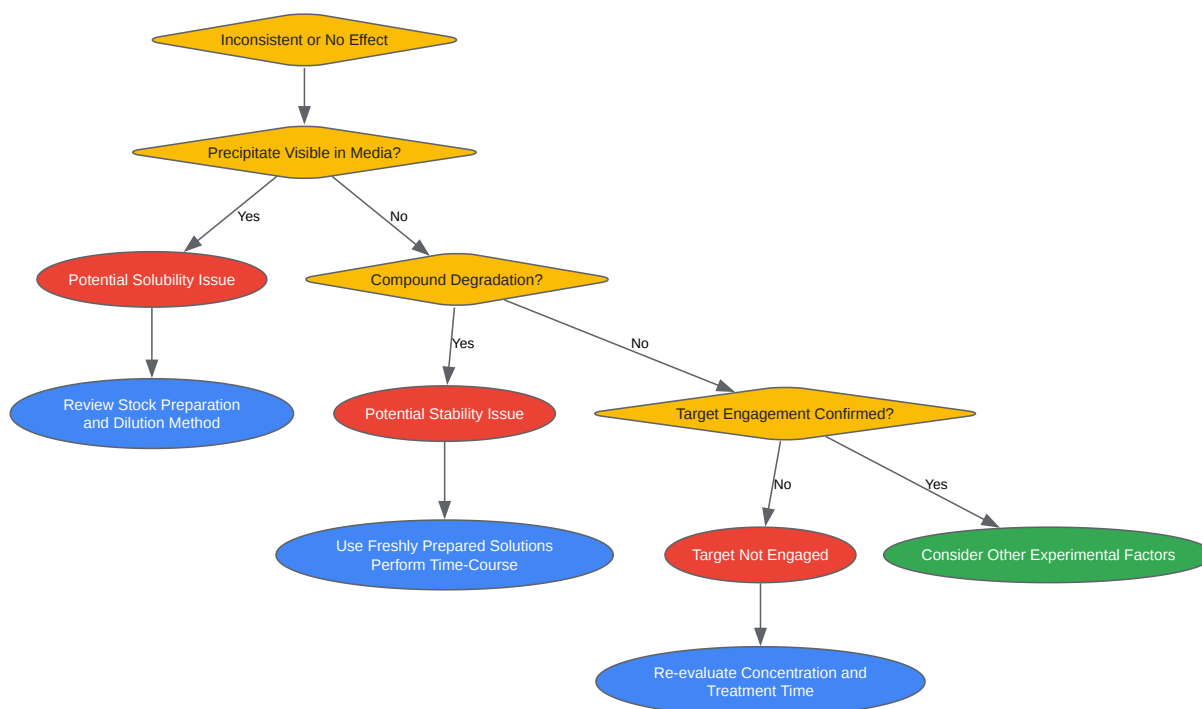 Inconsistent or No Effect
Precipitate Visible in Media?
Yes
No
Potential Solubility Issue
Compound Degradation?
Yes
No
Review Stock Preparation
and Dilution Method
Potential Stability Issue
Target Engagement Confirmed?
No
Yes
Use Freshly Prepared Solutions
Perform Time-Course
Target Not Engaged
Consider Other Experimental Factors
Re-evaluate Concentration and
Treatment Time